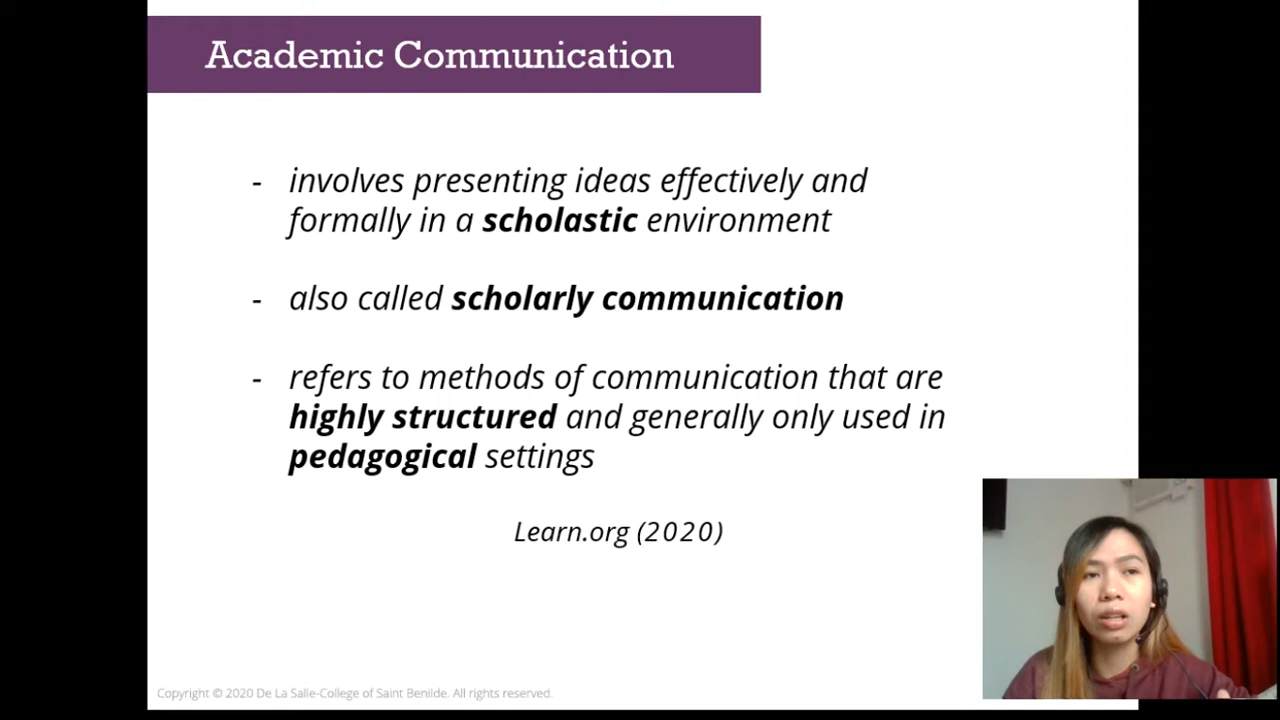 Academic Communication
- involves presenting ideas effectively and
formally in a scholastic environment
- also called scholarly communication
- refers to methods of communication that are
highly structured and generally only used in
pedagogical settings
Learn.org (2020)
Copyright © 2020 De La Salle-College of Saint Benilde. All rights reserved.